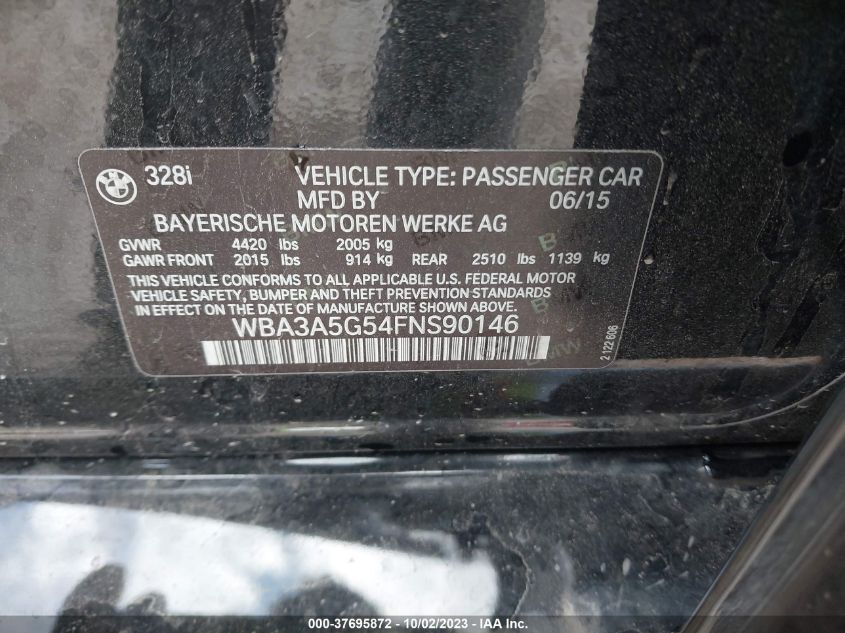 328i VEHICLE TYPE: PASSENGER CAR
MFD BY 06/15
BAYERISCHE MOTOREN WERKE AG
GVWR 4420 lbs 2005 kg
GAWR FRONT 2015 lbs 914 kg REAR 2510 lbs 1139 kg
THIS VEHICLE CONFORMS TO ALL APPLICABLE U.S. FEDERAL MOTOR
VEHICLE SAFETY, BUMPER AND THEFT PREVENTION STANDARDS
IN EFFECT ON THE DATE OF MANUFACTURE SHOWN ABOVE.
WBA3A5G54FNS90146
2 122 606
000-37695872 - 10/02/2023 - IAA Inc.